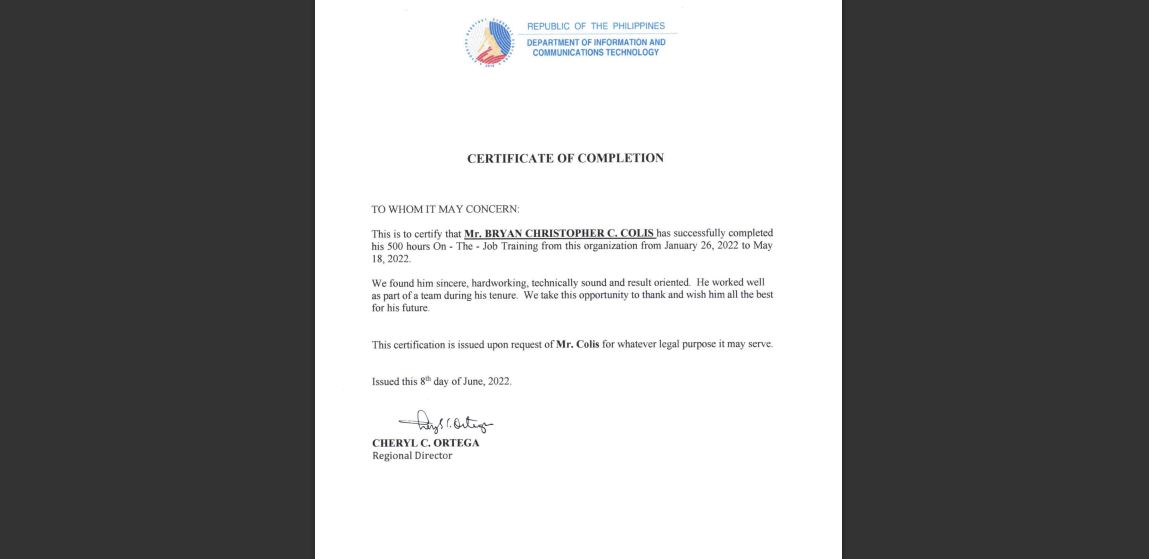 REPUBLIC OF THE PHILIPPINES
DEPARTMENT OF INFORMATION AND
COMMUNICATIONS TECHNOLOGY
CERTIFICATE OF COMPLETION
TO WHOM IT MAY CONCERN:
This is to certify that Mr. BRYAN CHRISTOPHER C. COLIS has successfully completed
his 500 hours On - The - Job Training from this organization from January 26, 2022 to May
18, 2022.
We found him sincere, hardworking, technically sound and result oriented. He worked well
as part of a team during his tenure. We take this opportunity to thank and wish him all the best
for his future.
This certification is issued upon request of Mr. Colis for whatever legal purpose it may serve.
Issued this 8th day of June, 2022.
CHERYL C. ORTEGA
Regional Director